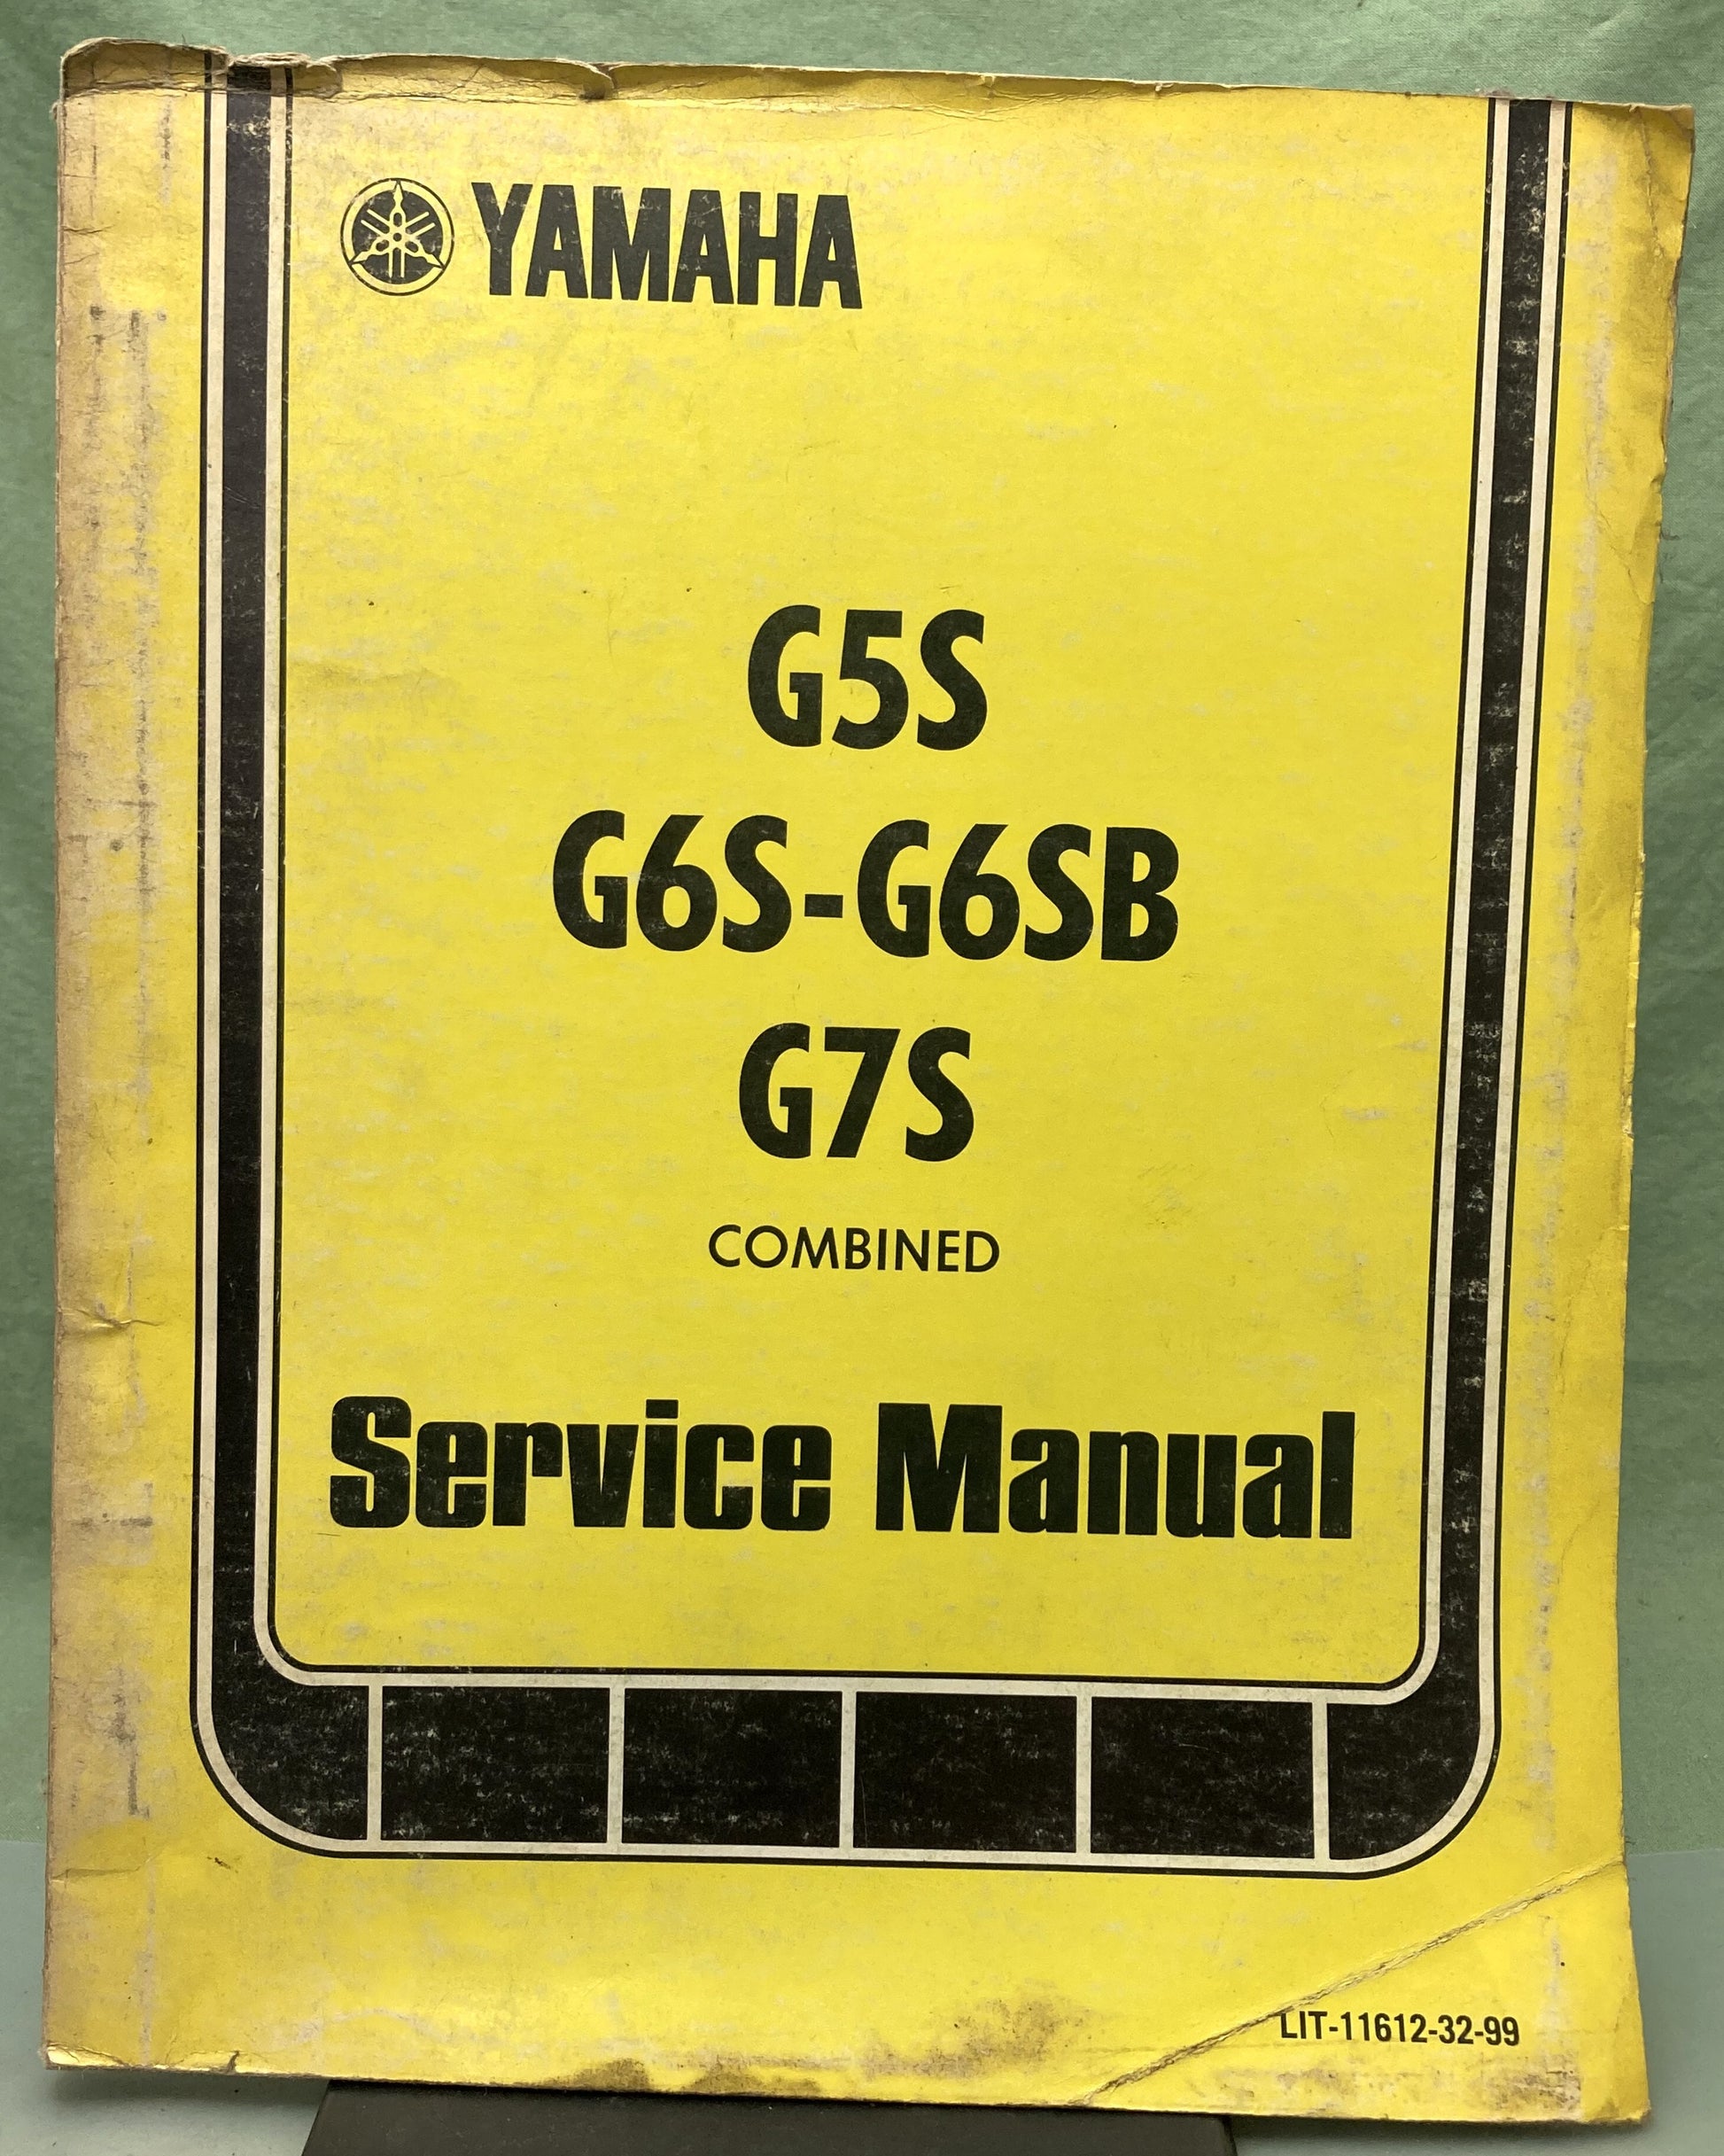 YAMAHA
G5S
G6S-G6SB
G7S
COMBINED
Service Manual
LIT-11612-32-99